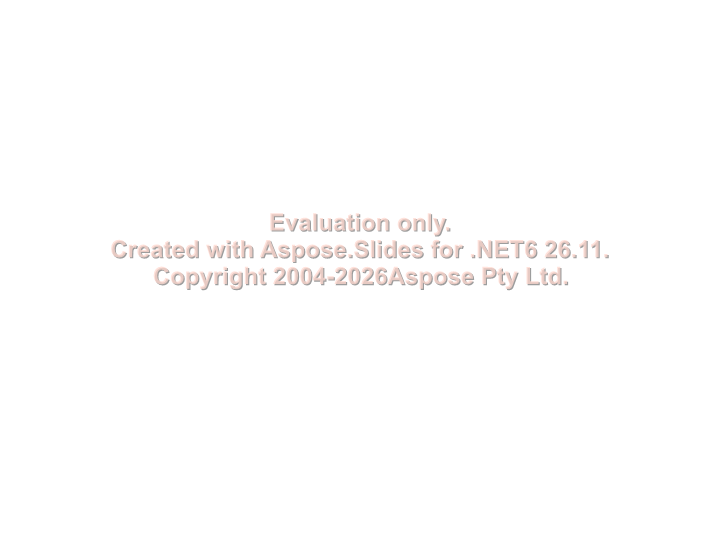 Evaluation only.
Created with Aspose.Slides for .NET6 26.11.
Copyright 2004-2026Aspose Pty Ltd.